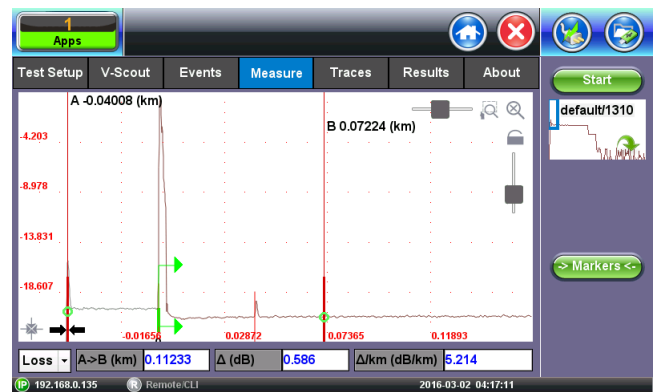 1
Apps
Test Setup V-Scout Events Measure Traces Results About
Start
A -0.04008 (km)
B 0.07224 (km)
default/1310
-4.203
-8.978
-13.831
-18.607
-> Markers <-
-0.01656 0.02872 0.07365 0.11893
Loss A->B (km) 0.11233 Δ (dB) 0.586 Δ/km (dB/km) 5.214
IP 192.168.0.135 R Remote/CLI 2016-03-02 04:17:11